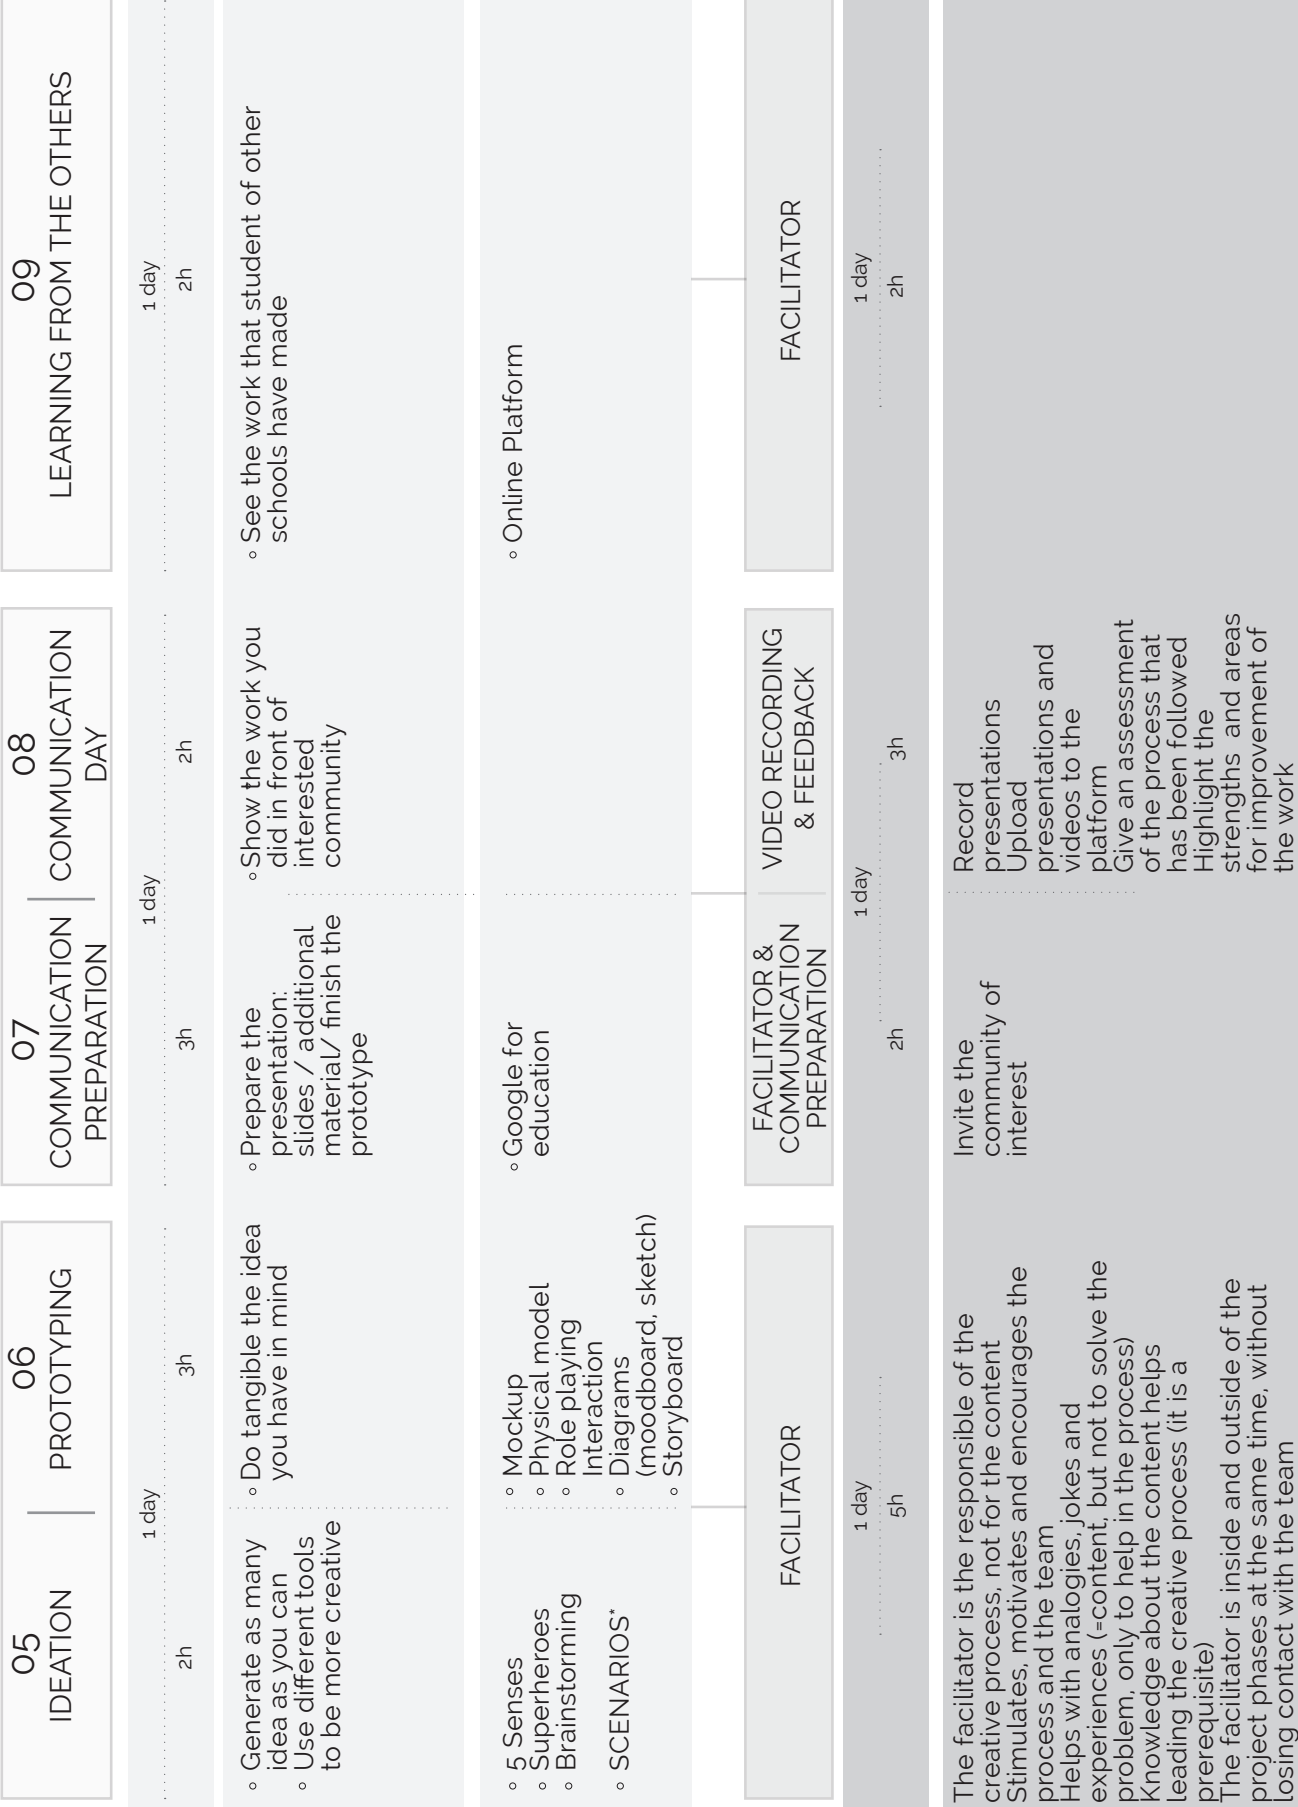 05
IDEATION
06
PROTOTYPING
07
COMMUNICATION
PREPARATION
08
COMMUNICATION
DAY
09
LEARNING FROM THE OTHERS
1 day
2h
3h
1 day
3h
2h
1 day
2h
◦ Generate as many
idea as you can
◦ Use different tools
to be more creative
◦ Do tangible the idea
you have in mind
◦ Prepare the
presentation:
slides / additional
material/ finish the
prototype
◦Show the work you
did in front of
interested
community
◦ See the work that student of other
schools have made
◦ 5 Senses
◦ Superheroes
◦ Brainstorming
◦ SCENARIOS*
◦ Mockup
◦ Physical model
◦ Role playing
Interaction
◦ Diagrams
(moodboard, sketch)
◦ Storyboard
◦ Google for
education
◦ Online Platform
FACILITATOR
FACILITATOR &
COMMUNICATION
PREPARATION
VIDEO RECORDING
& FEEDBACK
FACILITATOR
1 day
5h
1 day
2h
3h
1 day
2h
The facilitator is the responsible of the
creative process, not for the content
Stimulates, motivates and encourages the
process and the team
Helps with analogies, jokes and
experiences (=content, but not to solve the
problem, only to help in the process)
Knowledge about the content helps
leading the creative process (it is a
prerequisite)
The facilitator is inside and outside of the
project phases at the same time, without
losing contact with the team
Invite the
community of
interest
Record
presentations
Upload
presentations and
videos to the
platform
Give an assessment
of the process that
has been followed
Highlight the
strengths  and areas
for improvement of
the work